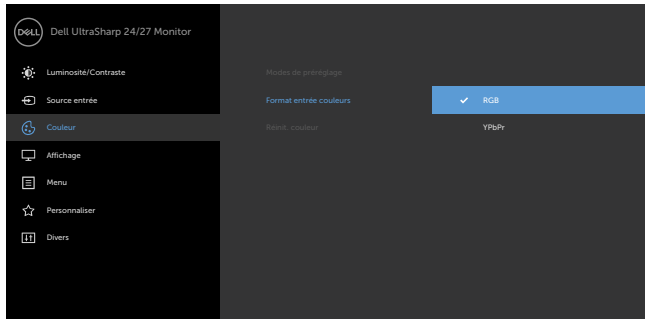 DELL Dell UltraSharp 24/27 Monitor
Luminosité/Contraste
Source entrée
Couleur
Affichage
Menu
Personnaliser
Divers
Modes de préréglage
Format entrée couleurs
Réinit. couleur
RGB
YPbPr